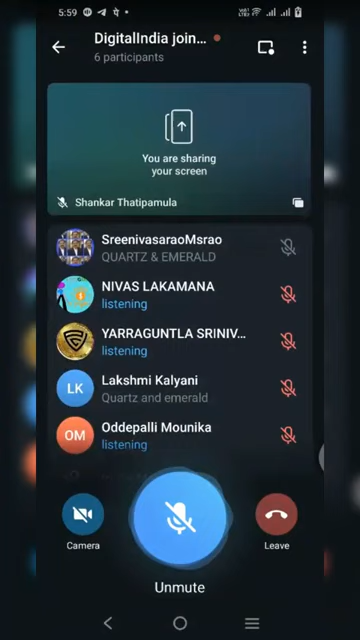 5:59
DigitalIndia join...
6 participants
You are sharing
your screen
Shankar Thatipamula
SreenivasaraoMsrao
QUARTZ & EMERALD
NIVAS LAKAMANA
listening
YARRAGUNTLA SRINIV...
listening
LK
Lakshmi Kalyani
Quartz and emerald
OM
Oddepalli Mounika
listening
Camera
Leave
Unmute